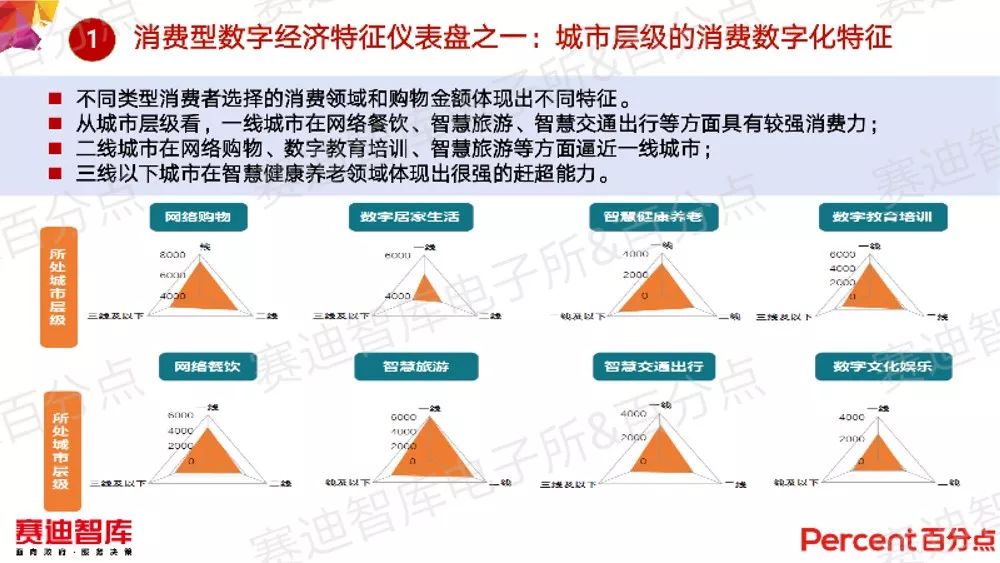 1 消费型数字经济特征仪表盘之一：城市层级的消费数字化特征
不同类型消费者选择的消费领域和购物金额体现出不同特征。
从城市层级看，一线城市在网络餐饮、智慧旅游、智慧交通出行等方面具有较强消费力；
二线城市在网络购物、数字教育培训、智慧旅游等方面逼近一线城市；
三线以下城市在智慧健康养老领域体现出很强的赶超能力。
所处城市层级
网络购物
线
8000
6000
4000
三线及以下
二线
数字居家生活
一线
6000
4000
三线及以下
二线
智慧健康养老
一线
4000
2000
0
线及以下
二线
数字教育培训
一线
6000
4000
2000
0
三线及以下
二线
所处城市层级
网络餐饮
一线
6000
4000
2000
0
三线及以下
二线
智慧旅游
一线
6000
4000
2000
0
线及以下
二线
智慧交通出行
一线
4000
2000
0
三线及以下
二线
数字文化娱乐
一线
4000
2000
0
线及以下
二线
赛迪智库
面向政府·服务决策
Percent百分点
赛迪智库电子所&百分点